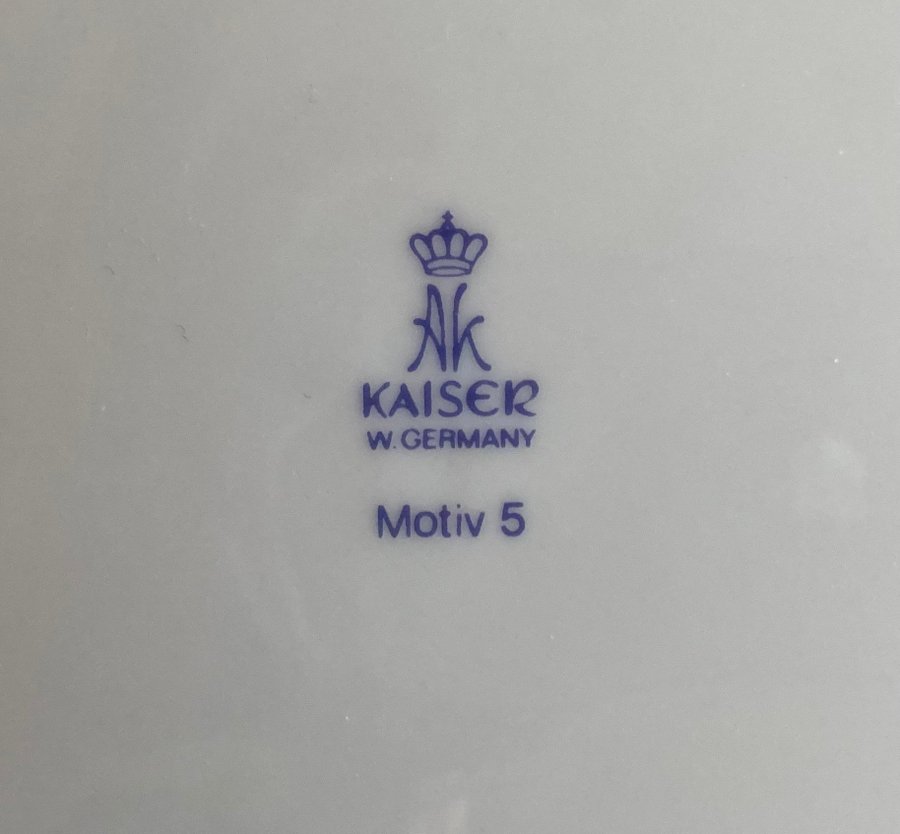 AK
KAISER
W. GERMANY
Motiv 5